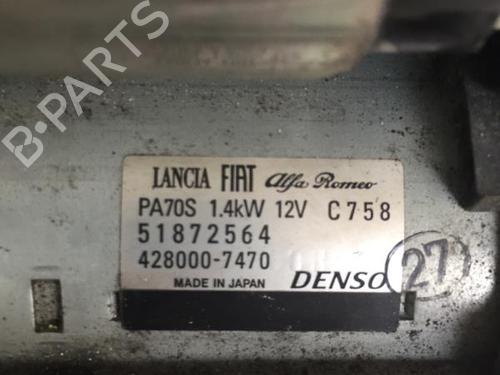 B-PARTS
LANCIA FIAT Alfa Romeo
PA70S 1.4kW 12V C758
51872564
428000-7470
MADE IN JAPAN DENSO 27